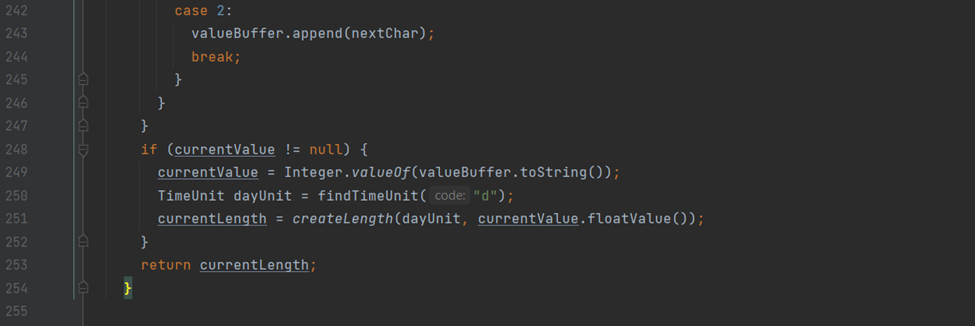 242 case 2:
243 valueBuffer.append(nextChar);
244 break;
245 }
246 }
247 }
248 if (currentValue != null) {
249 currentValue = Integer.valueOf(valueBuffer.toString());
250 TimeUnit dayUnit = findTimeUnit( code: "d");
251 currentLength = createLength(dayUnit, currentValue.floatValue());
252 }
253 return currentLength;
254 }
255